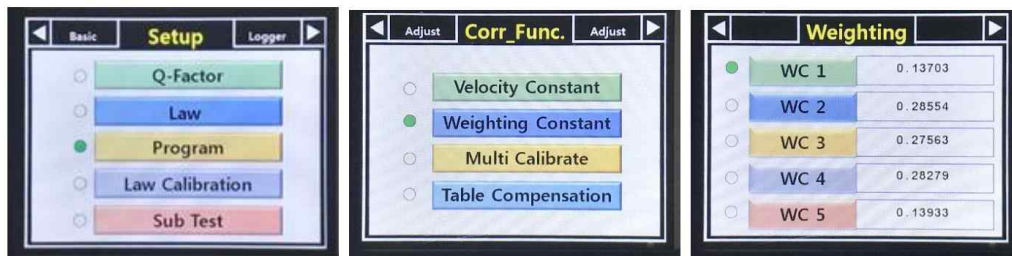 Basic Setup Logger
Q-Factor
Law
Program
Law Calibration
Sub Test
Adjust Corr_Func. Adjust
Velocity Constant
Weighting Constant
Multi Calibrate
Table Compensation
Weighting
WC 1 0.13703
WC 2 0.28554
WC 3 0.27563
WC 4 0.28279
WC 5 0.13933